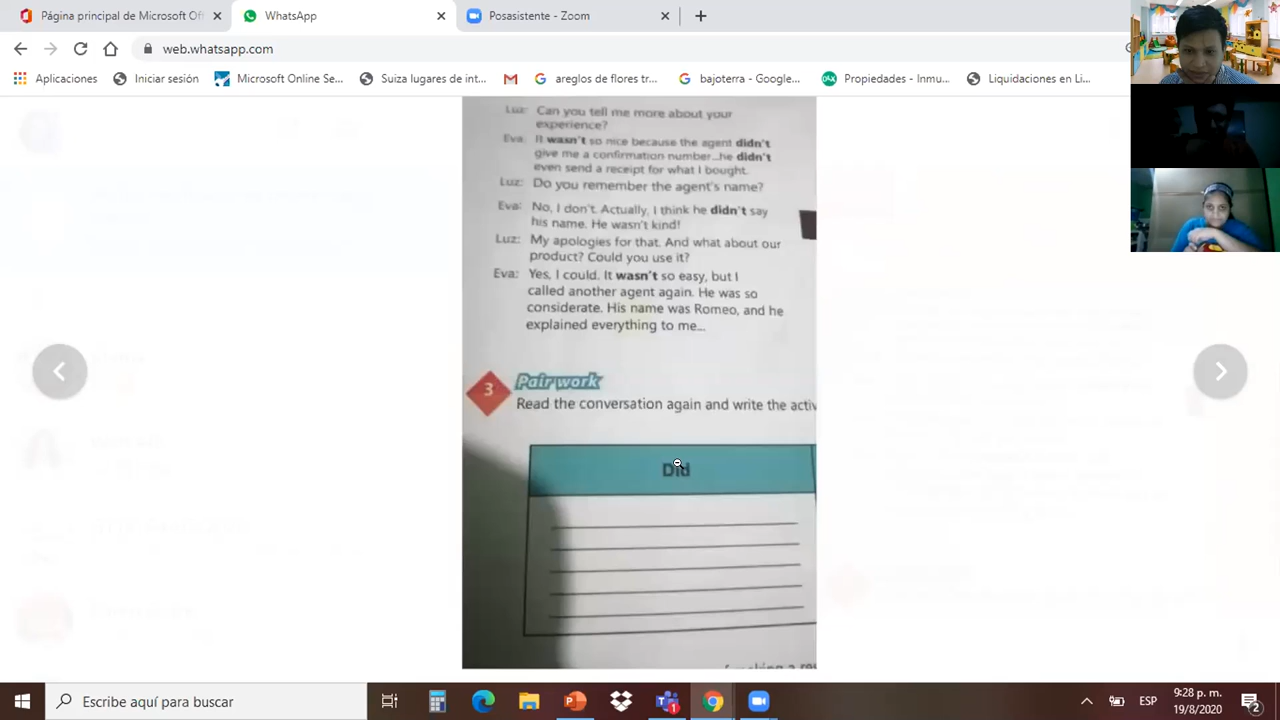 Página principal de Microsoft Of
WhatsApp
Posasistente - Zoom
web.whatsapp.com
Aplicaciones
Iniciar sesión
Microsoft Online Se...
Suiza lugares de int...
areglos de flores tr...
bajoterra - Google...
Propiedades - Inmu...
Liquidaciones en Li...
Luz: Can you tell me more about your
experience?
Eva: It wasn't so nice because the agent didn't
give me a confirmation number...he didn't
even send a receipt for what I bought.
Luz: Do you remember the agent's name?
Eva: No, I don't. Actually, I think he didn't say
his name. He wasn't kind!
Luz: My apologies for that. And what about our
product? Could you use it?
Eva: Yes, I could. It wasn't so easy, but I
called another agent again. He was so
considerate. His name was Romeo, and he
explained everything to me...
3 Pair work
Read the conversation again and write the activ
Did
Escribe aquí para buscar
ESP
9:28 p. m.
19/8/2020
2